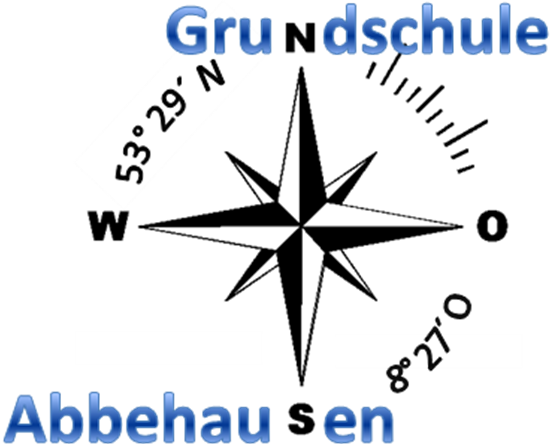 Grundschule
53° 29´ N
W
O
8° 27´ O
Abbehausen